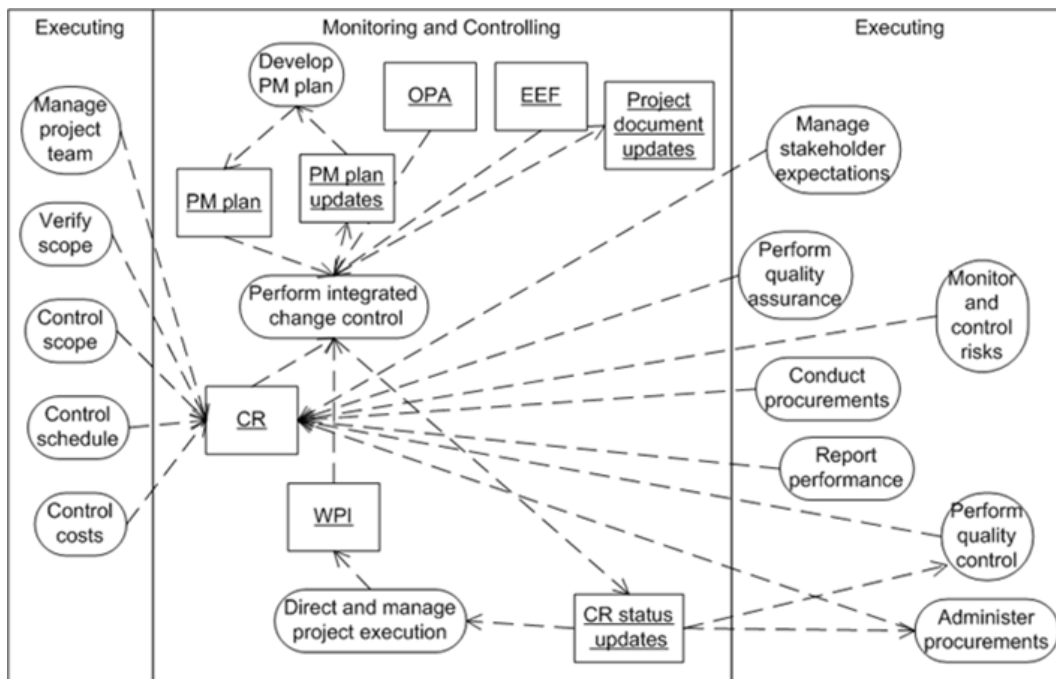 Executing
Monitoring and Controlling
Executing
Manage
project
team
Verify
scope
Control
scope
Control
schedule
Control
costs
Develop
PM plan
OPA
EEF
Project
document
updates
PM plan
PM plan
updates
Perform integrated
change control
CR
WPI
Direct and manage
project execution
CR status
updates
Manage
stakeholder
expectations
Perform
quality
assurance
Monitor
and
control
risks
Conduct
procurements
Report
performance
Perform
quality
control
Administer
procurements